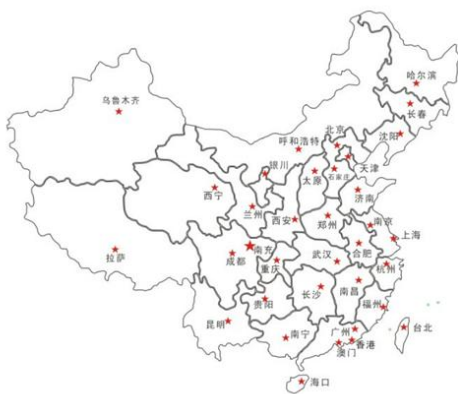 哈尔滨
乌鲁木齐
长春
沈阳
北京
呼和浩特
天津
银川
石家庄
太原
西宁
济南
兰州
西安
郑州
南京
上海
南充
合肥
拉萨
成都
武汉
重庆
杭州
长沙
南昌
贵阳
福州
昆明
广州
台北
南宁
香港
澳门
海口